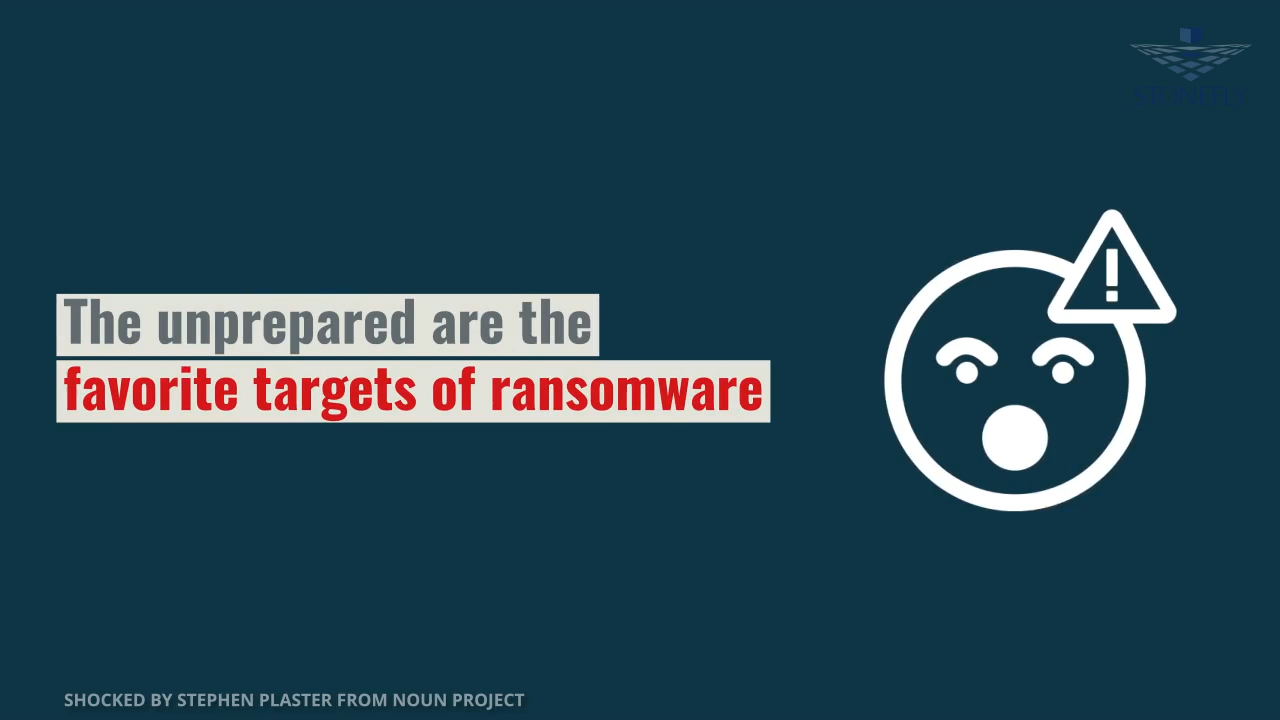 The unprepared are the
favorite targets of ransomware
SHOCKED BY STEPHEN PLASTER FROM NOUN PROJECT